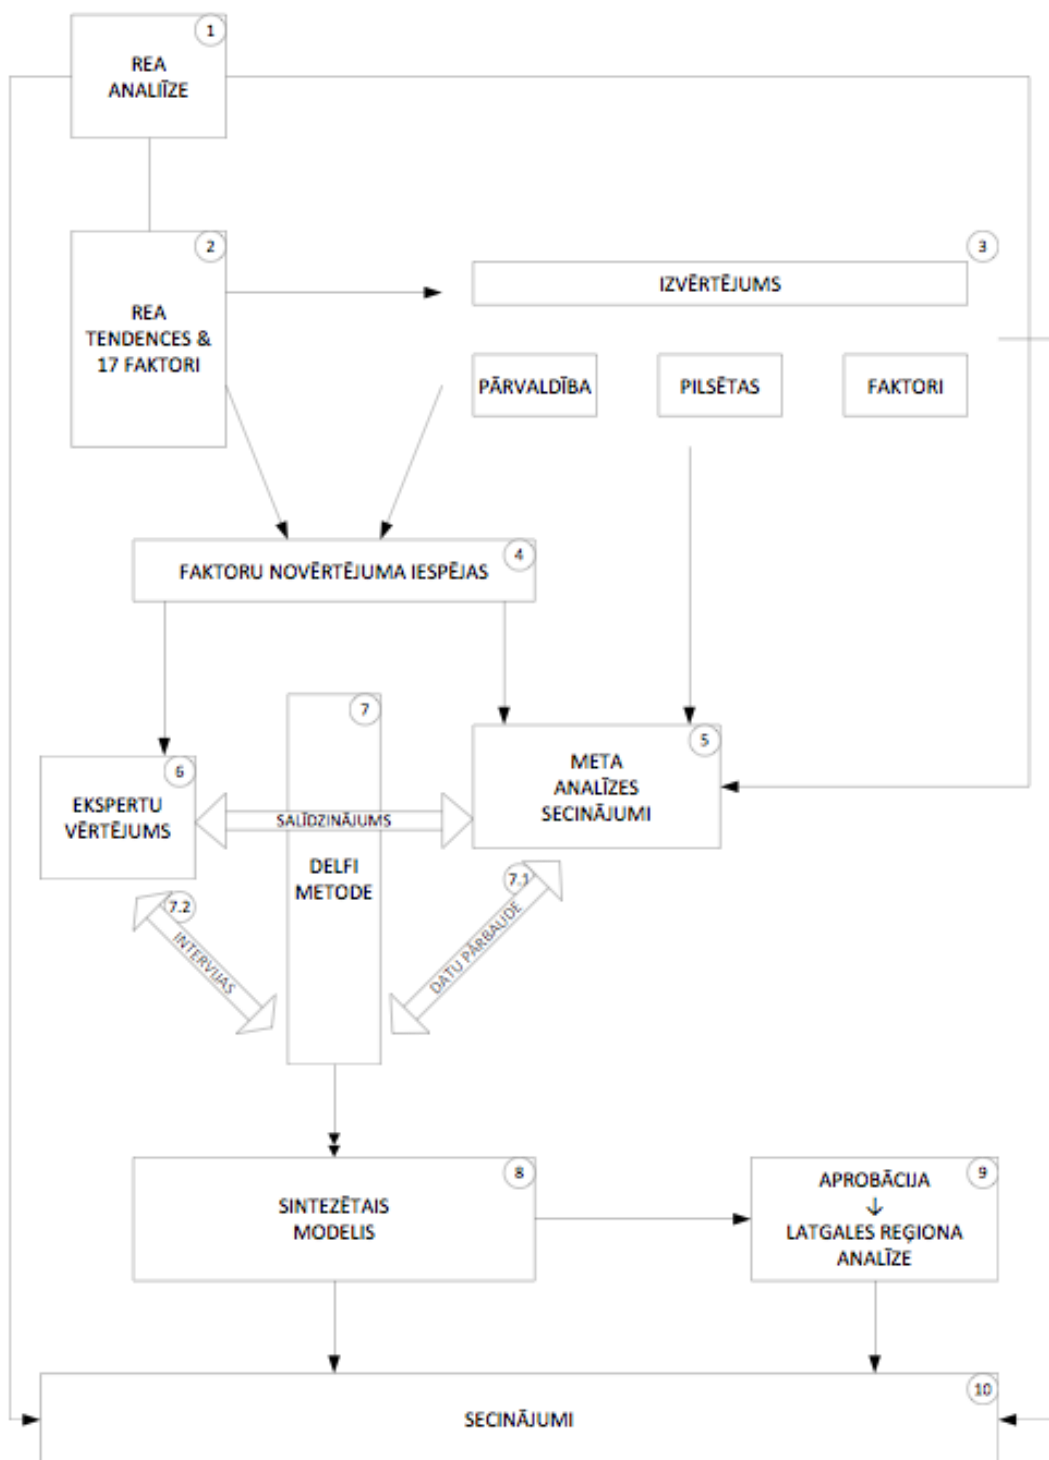 1
REA
ANALIĪZE
2
REA
TENDENCES &
17 FAKTORI
3
IZVĒRTĒJUMS
PĀRVALDĪBA
PILSĒTAS
FAKTORI
4
FAKTORU NOVĒRTĒJUMA IESPĒJAS
7
5
META
ANALĪZES
SECINĀJUMI
6
EKSPERTU
VĒRTĒJUMS
SALĪDZINĀJUMS
DELFI
METODE
7.1
DATU PĀRBAUDE
7.2
INTERVIJAS
8
SINTEZĒTAIS
MODELIS
9
APROBĀCIJA
↓
LATGALES REĢIONA
ANALĪZE
10
SECINĀJUMI